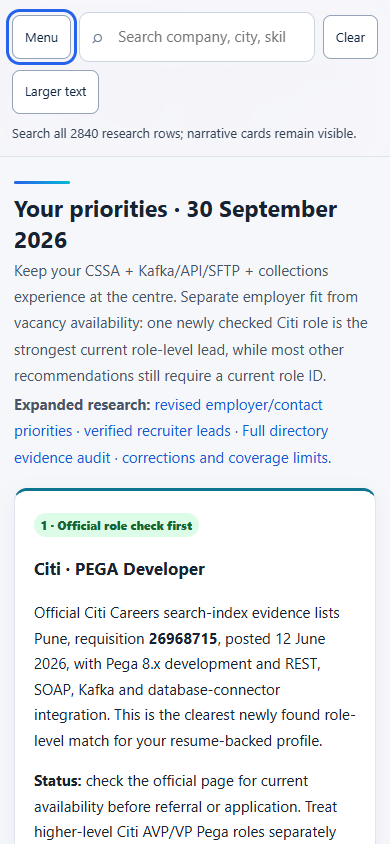 Menu
Search company, city, skil
Clear
Larger text
Search all 2840 research rows; narrative cards remain visible.
Your priorities · 30 September
2026
Keep your CSSA + Kafka/API/SFTP + collections
experience at the centre. Separate employer fit from
vacancy availability: one newly checked Citi role is the
strongest current role-level lead, while most other
recommendations still require a current role ID.
Expanded research: revised employer/contact
priorities · verified recruiter leads · Full directory
evidence audit · corrections and coverage limits.
1 · Official role check first
Citi · PEGA Developer
Official Citi Careers search-index evidence lists
Pune, requisition 26968715, posted 12 June
2026, with Pega 8.x development and REST,
SOAP, Kafka and database-connector
integration. This is the clearest newly found role-
level match for your resume-backed profile.
Status: check the official page for current
availability before referral or application. Treat
higher-level Citi AVP/VP Pega roles separately